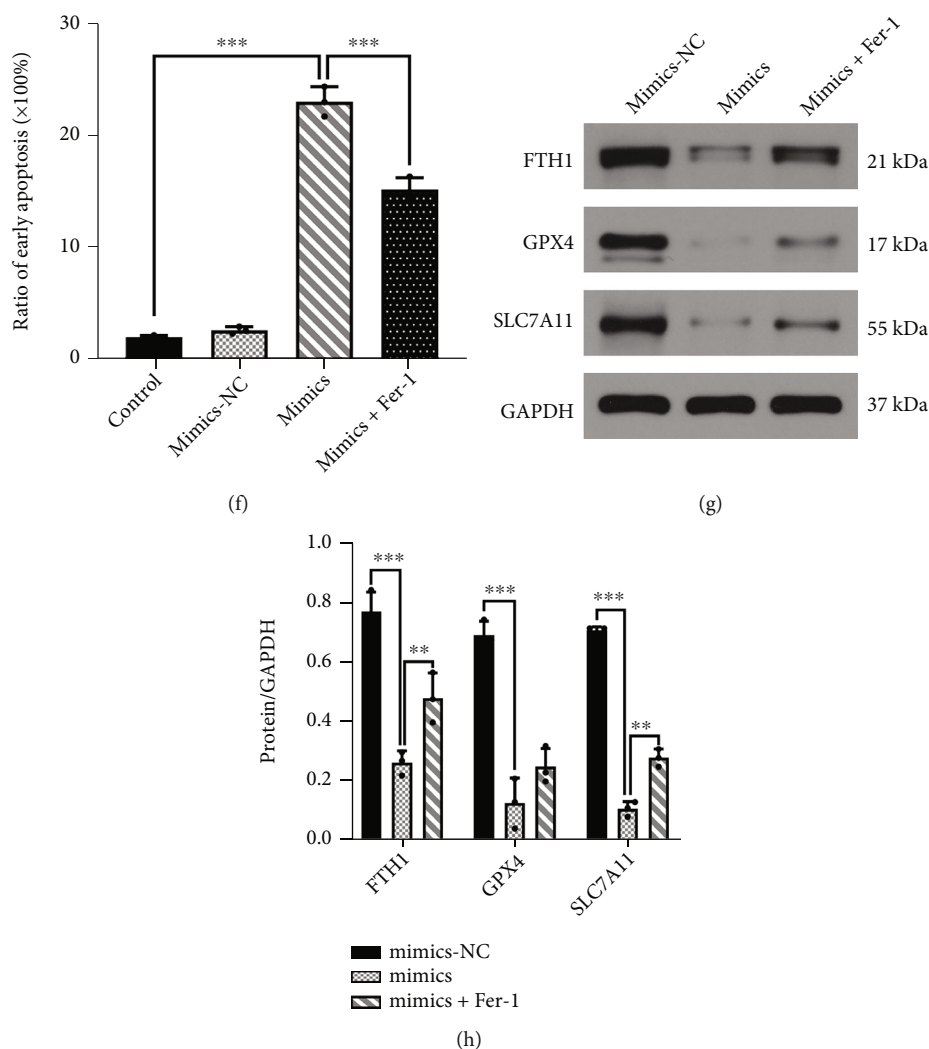 Ratio of early apoptosis (×100%)
30
20
10
0
***
***
Control
Mimics-NC
Mimics
Mimics + Fer-1
(f)
Mimics-NC
Mimics
Mimics + Fer-1
FTH1
21 kDa
GPX4
17 kDa
SLC7A11
55 kDa
GAPDH
37 kDa
(g)
Protein/GAPDH
1.0
0.8
0.6
0.4
0.2
0.0
***
**
***
***
**
FTH1
GPX4
SLC7A11
mimics-NC
mimics
mimics + Fer-1
(h)